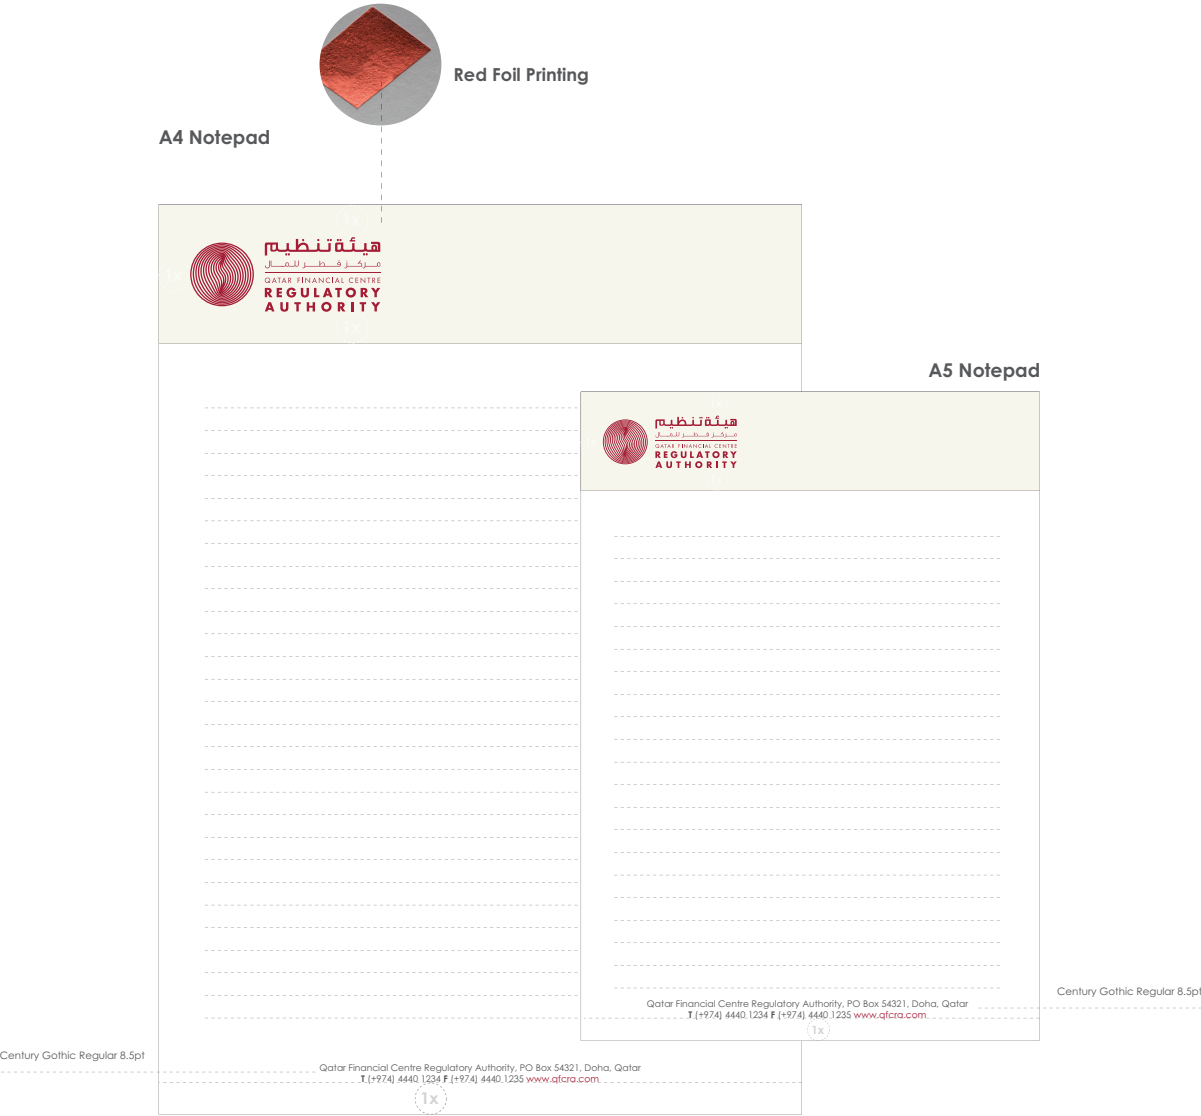 Red Foil Printing
A4 Notepad
1x
1x
هيئة تنظيم
مركز قطر للمال
QATAR FINANCIAL CENTRE
REGULATORY
AUTHORITY
1x
A5 Notepad
هيئة تنظيم
مركز قطر للمال
QATAR FINANCIAL CENTRE
REGULATORY
AUTHORITY
Century Gothic Regular 8.5pt
Qatar Financial Centre Regulatory Authority, PO Box 54321, Doha, Qatar
T (+974) 4440 1234 F (+974) 4440 1235 www.qfcra.com
1x
Century Gothic Regular 8.5pt
Qatar Financial Centre Regulatory Authority, PO Box 54321, Doha, Qatar
T (+974) 4440 1234 F (+974) 4440 1235 www.qfcra.com
1x